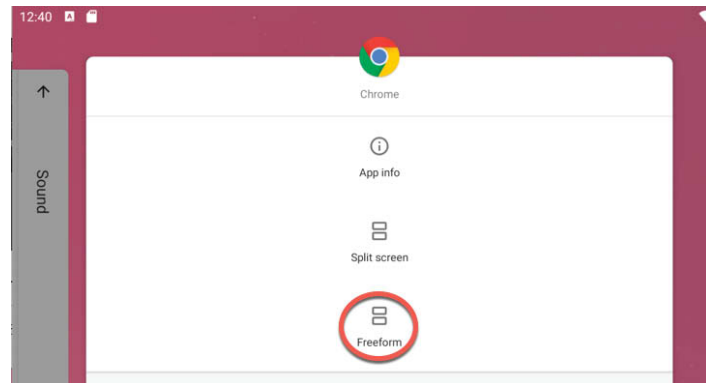 12:40
Sound
Chrome
App info
Split screen
Freeform